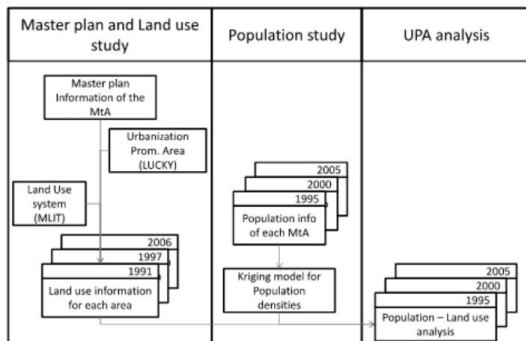 Master plan and Land use
study
Population study
UPA analysis
Master plan
Information of the
MtA
Urbanization
Prom. Area
(LUCKY)
Land Use
system
(MLIT)
2006
1997
1991
Land use information
for each area
2005
2000
1995
Population info
of each MtA
Kriging model for
Population
densities
2005
2000
1995
Population – Land use
analysis